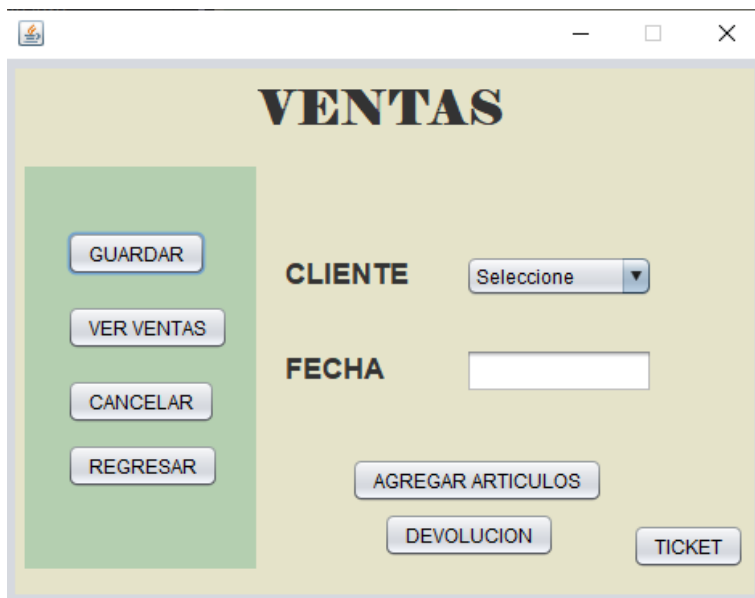 VENTAS
GUARDAR
VER VENTAS
CANCELAR
REGRESAR
CLIENTE
Seleccione
FECHA
AGREGAR ARTICULOS
DEVOLUCION
TICKET